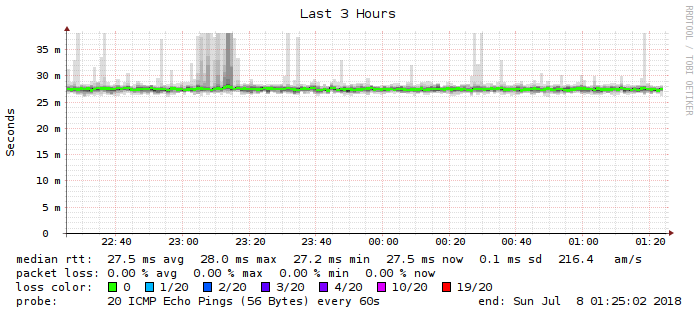 Last 3 Hours
RRDTOOL / TOBI OETIKER
Seconds
35 m
30 m
25 m
20 m
15 m
10 m
5 m
0
22:40 23:00 23:20 23:40 00:00 00:20 00:40 01:00 01:20
median rtt: 27.5 ms avg 28.0 ms max 27.2 ms min 27.5 ms now 0.1 ms sd 216.4 am/s
packet loss: 0.00 % avg 0.00 % max 0.00 % min 0.00 % now
loss color: 0 1/20 2/20 3/20 4/20 10/20 19/20
probe: 20 ICMP Echo Pings (56 Bytes) every 60s end: Sun Jul 8 01:25:02 2018